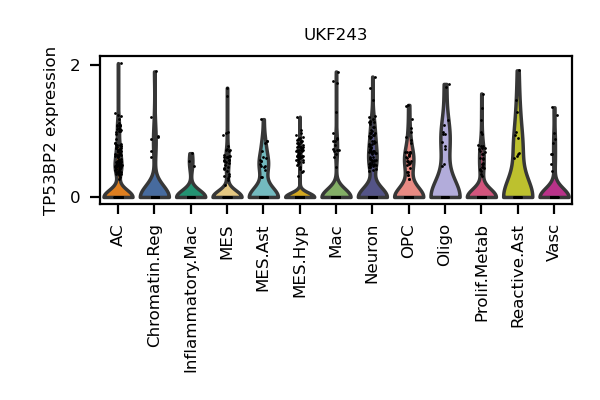 UKF243
TP53BP2 expression
2
0
AC
Chromatin.Reg
Inflammatory.Mac
MES
MES.Ast
MES.Hyp
Mac
Neuron
OPC
Oligo
Prolif.Metab
Reactive.Ast
Vasc